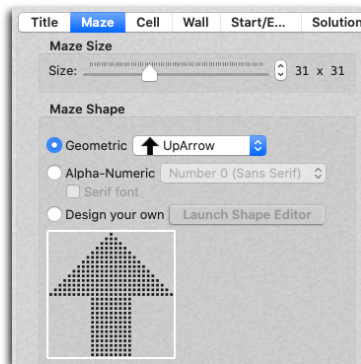 Title Maze Cell Wall Start/E... Solution
Maze Size
Size: 31 x 31
Maze Shape
Geometric UpArrow
Alpha-Numeric Number 0 (Sans Serif)
Serif font
Design your own Launch Shape Editor